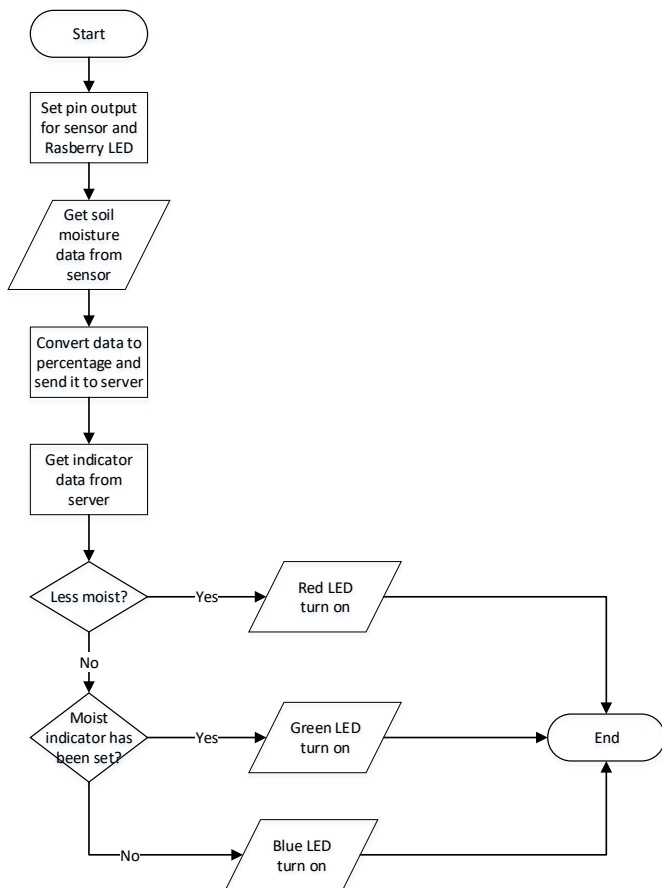 Start
Set pin output
for sensor and
Rasberry LED
Get soil
moisture
data from
sensor
Convert data to
percentage and
send it to server
Get indicator
data from
server
Less moist?
Yes
Red LED
turn on
No
Moist
indicator has
been set?
Yes
Green LED
turn on
End
No
Blue LED
turn on